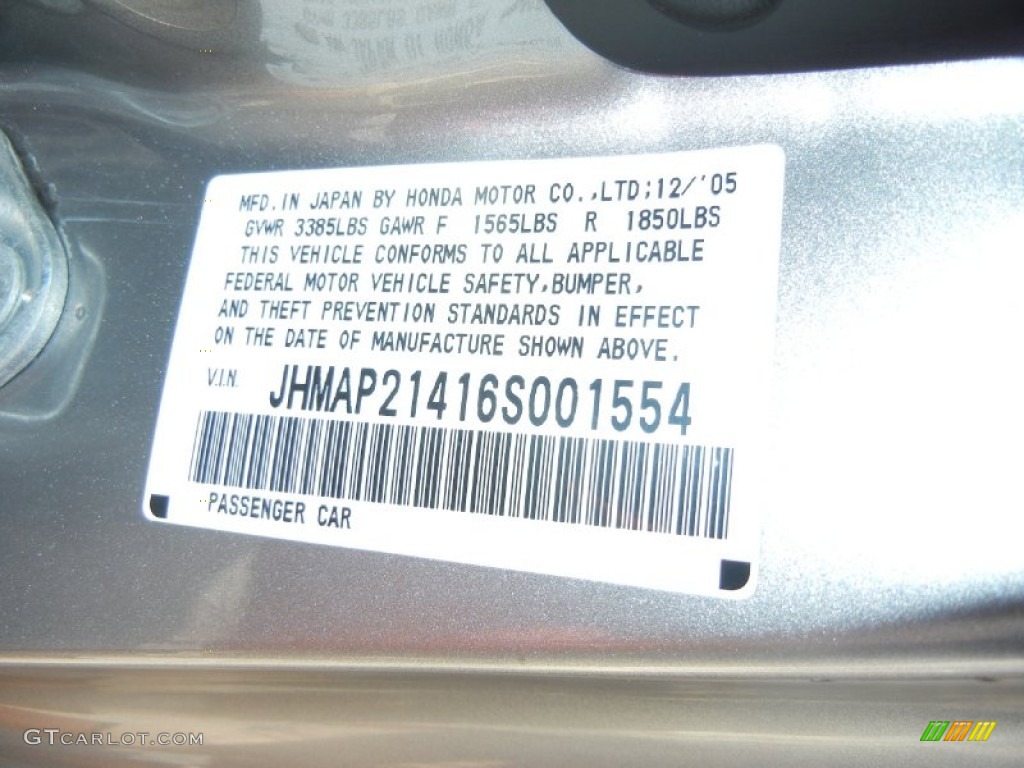 MFD. IN JAPAN BY HONDA MOTOR CO.,LTD;12/'05
GVWR 3385LBS GAWR F 1565LBS R 1850LBS
THIS VEHICLE CONFORMS TO ALL APPLICABLE
FEDERAL MOTOR VEHICLE SAFETY,BUMPER,
AND THEFT PREVENTION STANDARDS IN EFFECT
ON THE DATE OF MANUFACTURE SHOWN ABOVE.
V.I.N. JHMAP21416S001554
PASSENGER CAR
GTCARLOT.COM